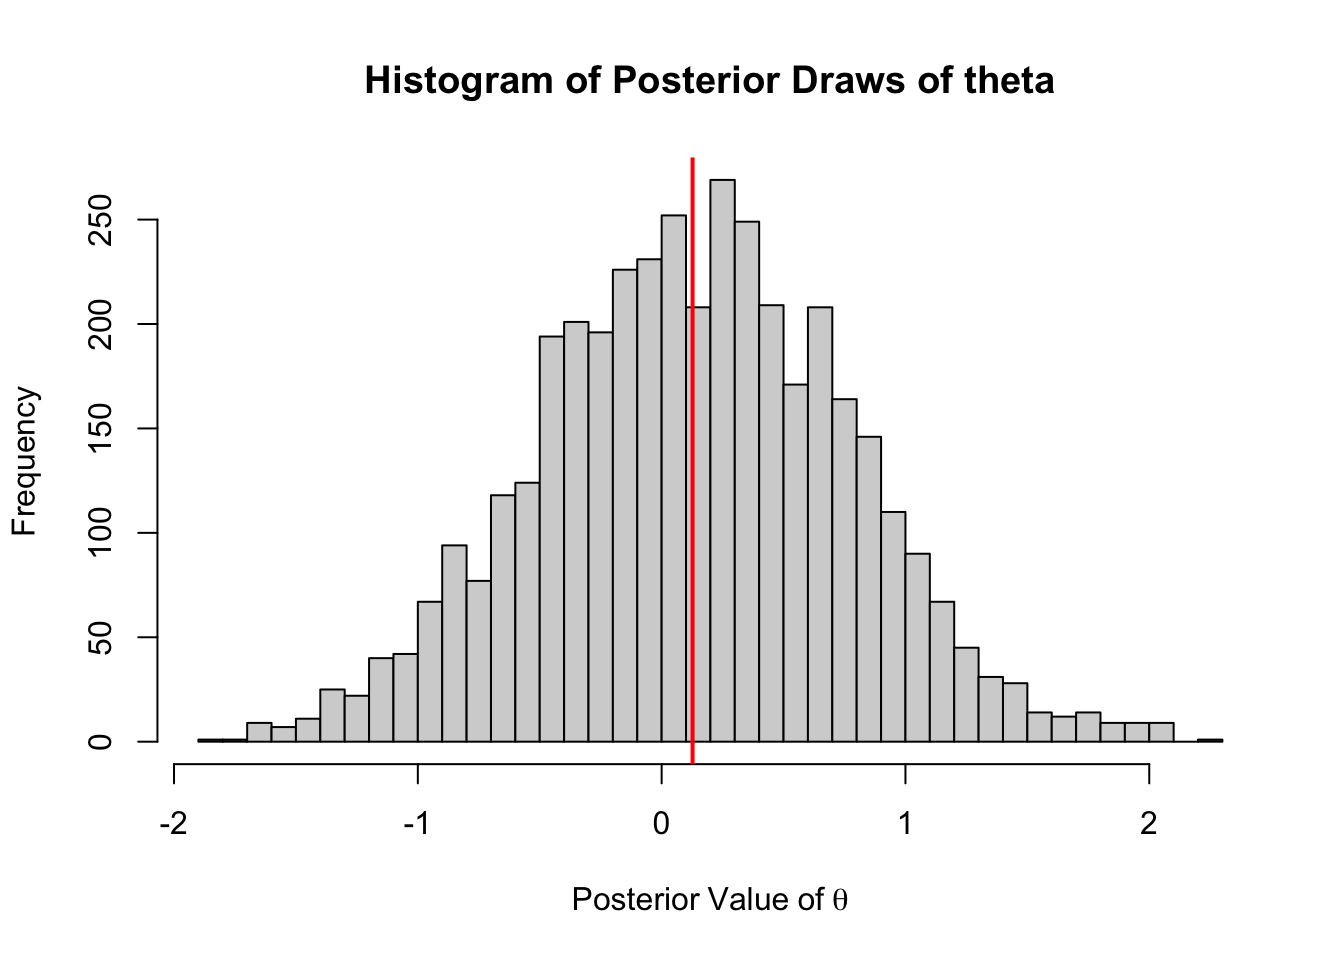 Histogram of Posterior Draws of theta
Frequency
250
200
150
100
50
0
-2 -1 0 1 2
Posterior Value of θ